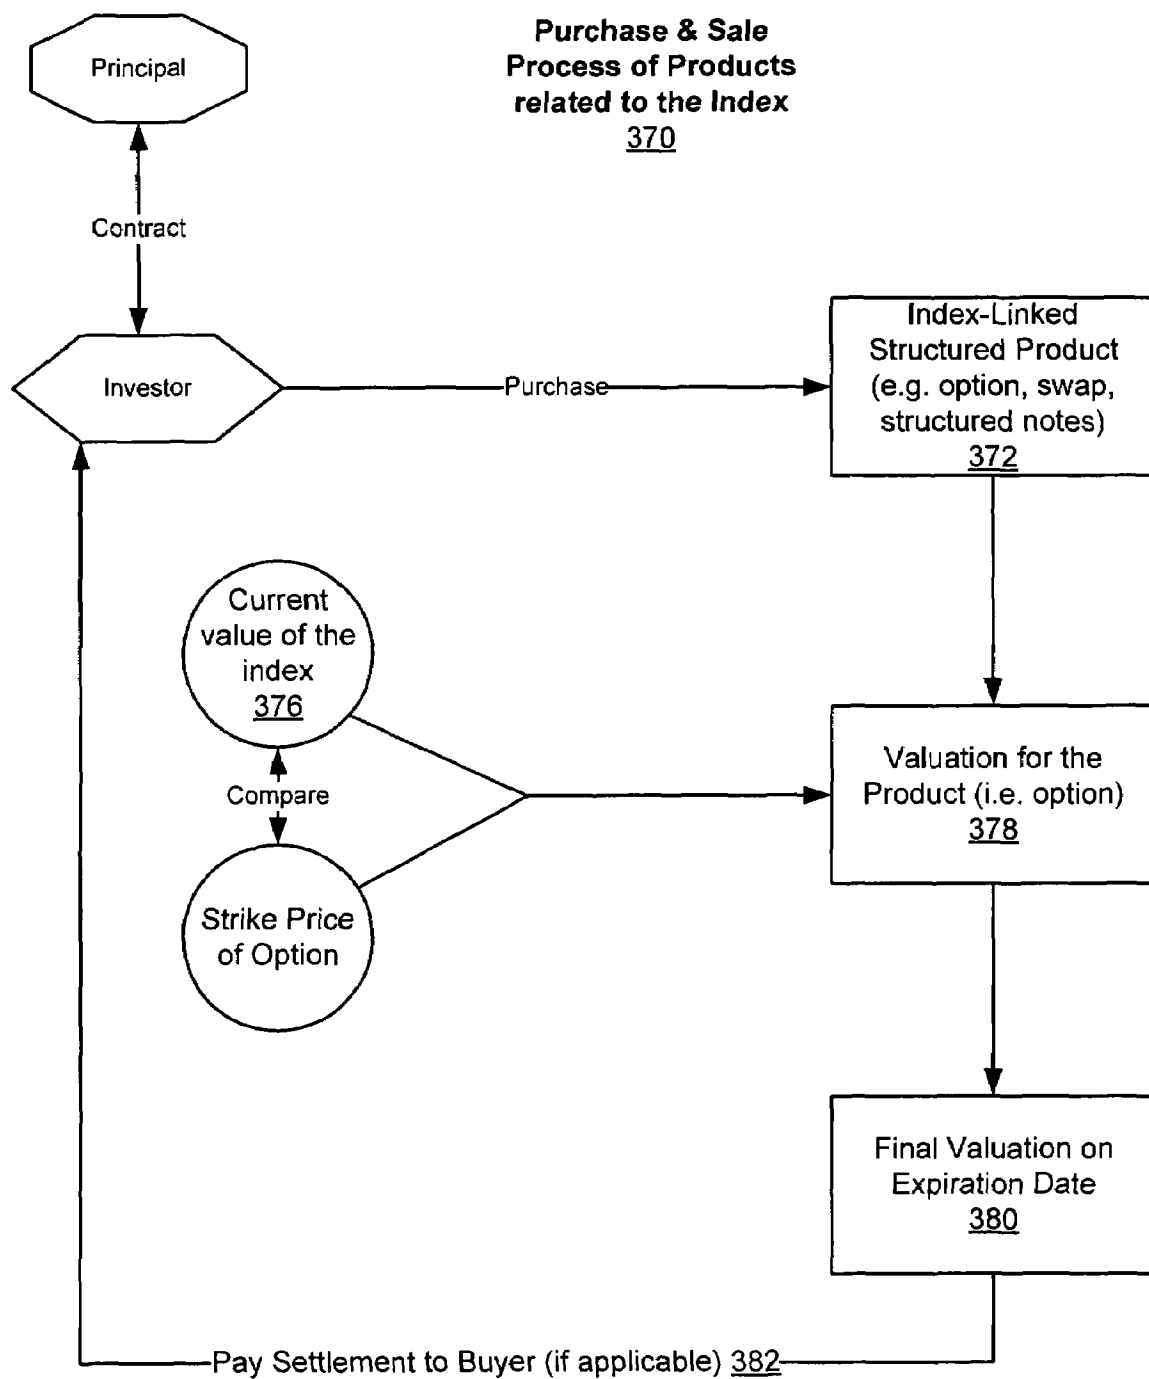 Principal
Purchase & Sale
Process of Products
related to the Index
370
Contract
Investor
Purchase
Index-Linked
Structured Product
(e.g. option, swap,
structured notes)
372
Current
value of the
index
376
Compare
Strike Price
of Option
Valuation for the
Product (i.e. option)
378
Final Valuation on
Expiration Date
380
Pay Settlement to Buyer (if applicable) 382